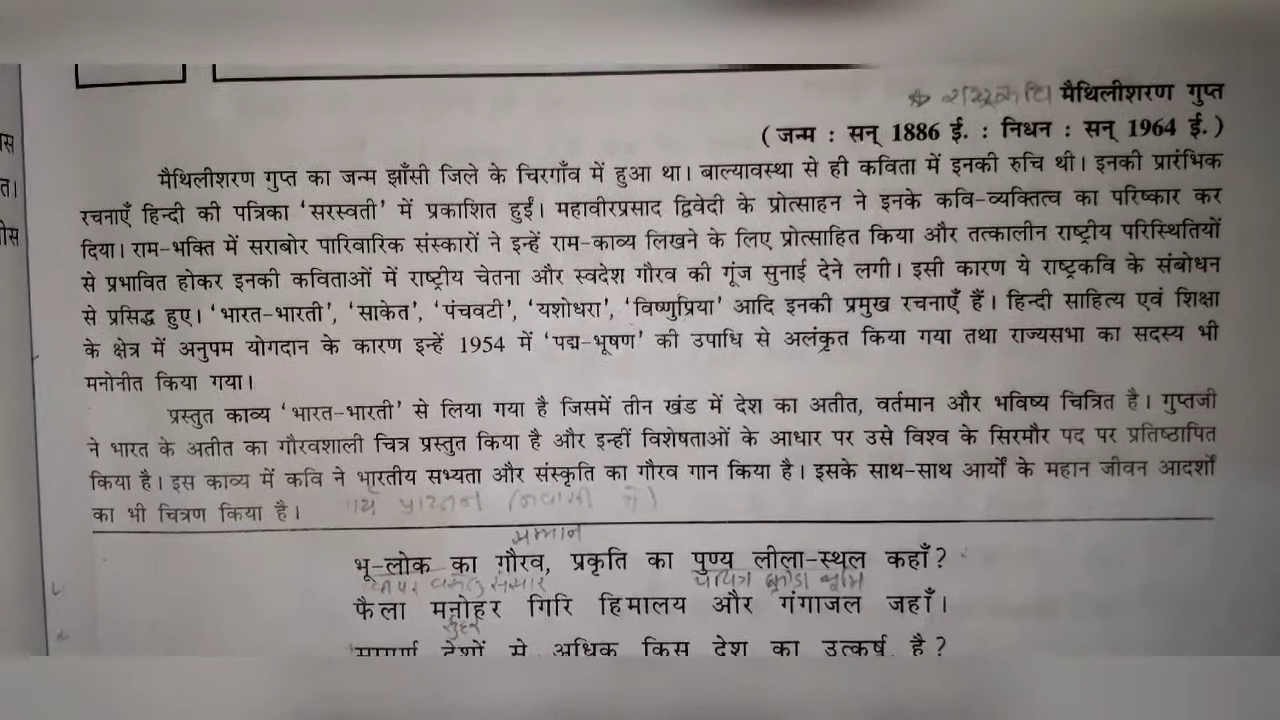 राष्ट्रकवि मैथिलीशरण गुप्त
( जन्म : सन् 1886 ई. : निधन : सन् 1964 ई. )
मैथिलीशरण गुप्त का जन्म झाँसी जिले के चिरगाँव में हुआ था। बाल्यावस्था से ही कविता में इनकी रुचि थी। इनकी प्रारंभिक
रचनाएँ हिन्दी की पत्रिका ‘सरस्वती’ में प्रकाशित हुईं। महावीरप्रसाद द्विवेदी के प्रोत्साहन ने इनके कवि-व्यक्तित्व का परिष्कार कर
दिया। राम-भक्ति में सराबोर पारिवारिक संस्कारों ने इन्हें राम-काव्य लिखने के लिए प्रोत्साहित किया और तत्कालीन राष्ट्रीय परिस्थितियों
से प्रभावित होकर इनकी कविताओं में राष्ट्रीय चेतना और स्वदेश गौरव की गूंज सुनाई देने लगी। इसी कारण ये राष्ट्रकवि के संबोधन
से प्रसिद्ध हुए। ‘भारत-भारती’, ‘साकेत’, ‘पंचवटी’, ‘यशोधरा’, ‘विष्णुप्रिया’ आदि इनकी प्रमुख रचनाएँ हैं। हिन्दी साहित्य एवं शिक्षा
के क्षेत्र में अनुपम योगदान के कारण इन्हें 1954 में ‘पद्म-भूषण’ की उपाधि से अलंकृत किया गया तथा राज्यसभा का सदस्य भी
मनोनीत किया गया।
प्रस्तुत काव्य ‘भारत-भारती’ से लिया गया है जिसमें तीन खंड में देश का अतीत, वर्तमान और भविष्य चित्रित है। गुप्तजी
ने भारत के अतीत का गौरवशाली चित्र प्रस्तुत किया है और इन्हीं विशेषताओं के आधार पर उसे विश्व के सिरमौर पद पर प्रतिष्ठापित
किया है। इस काव्य में कवि ने भारतीय सभ्यता और संस्कृति का गौरव गान किया है। इसके साथ-साथ आर्यों के महान जीवन आदर्शों
का भी चित्रण किया है।
सम्मान
भू-लोक का गौरव, प्रकृति का पुण्य लीला-स्थल कहाँ?
संसार पवित्र क्रीडा भूमि
फैला मनोहर गिरि हिमालय और गंगाजल जहाँ।
सुंदर
सम्पूर्ण देशों से अधिक किस देश का उत्कर्ष है?